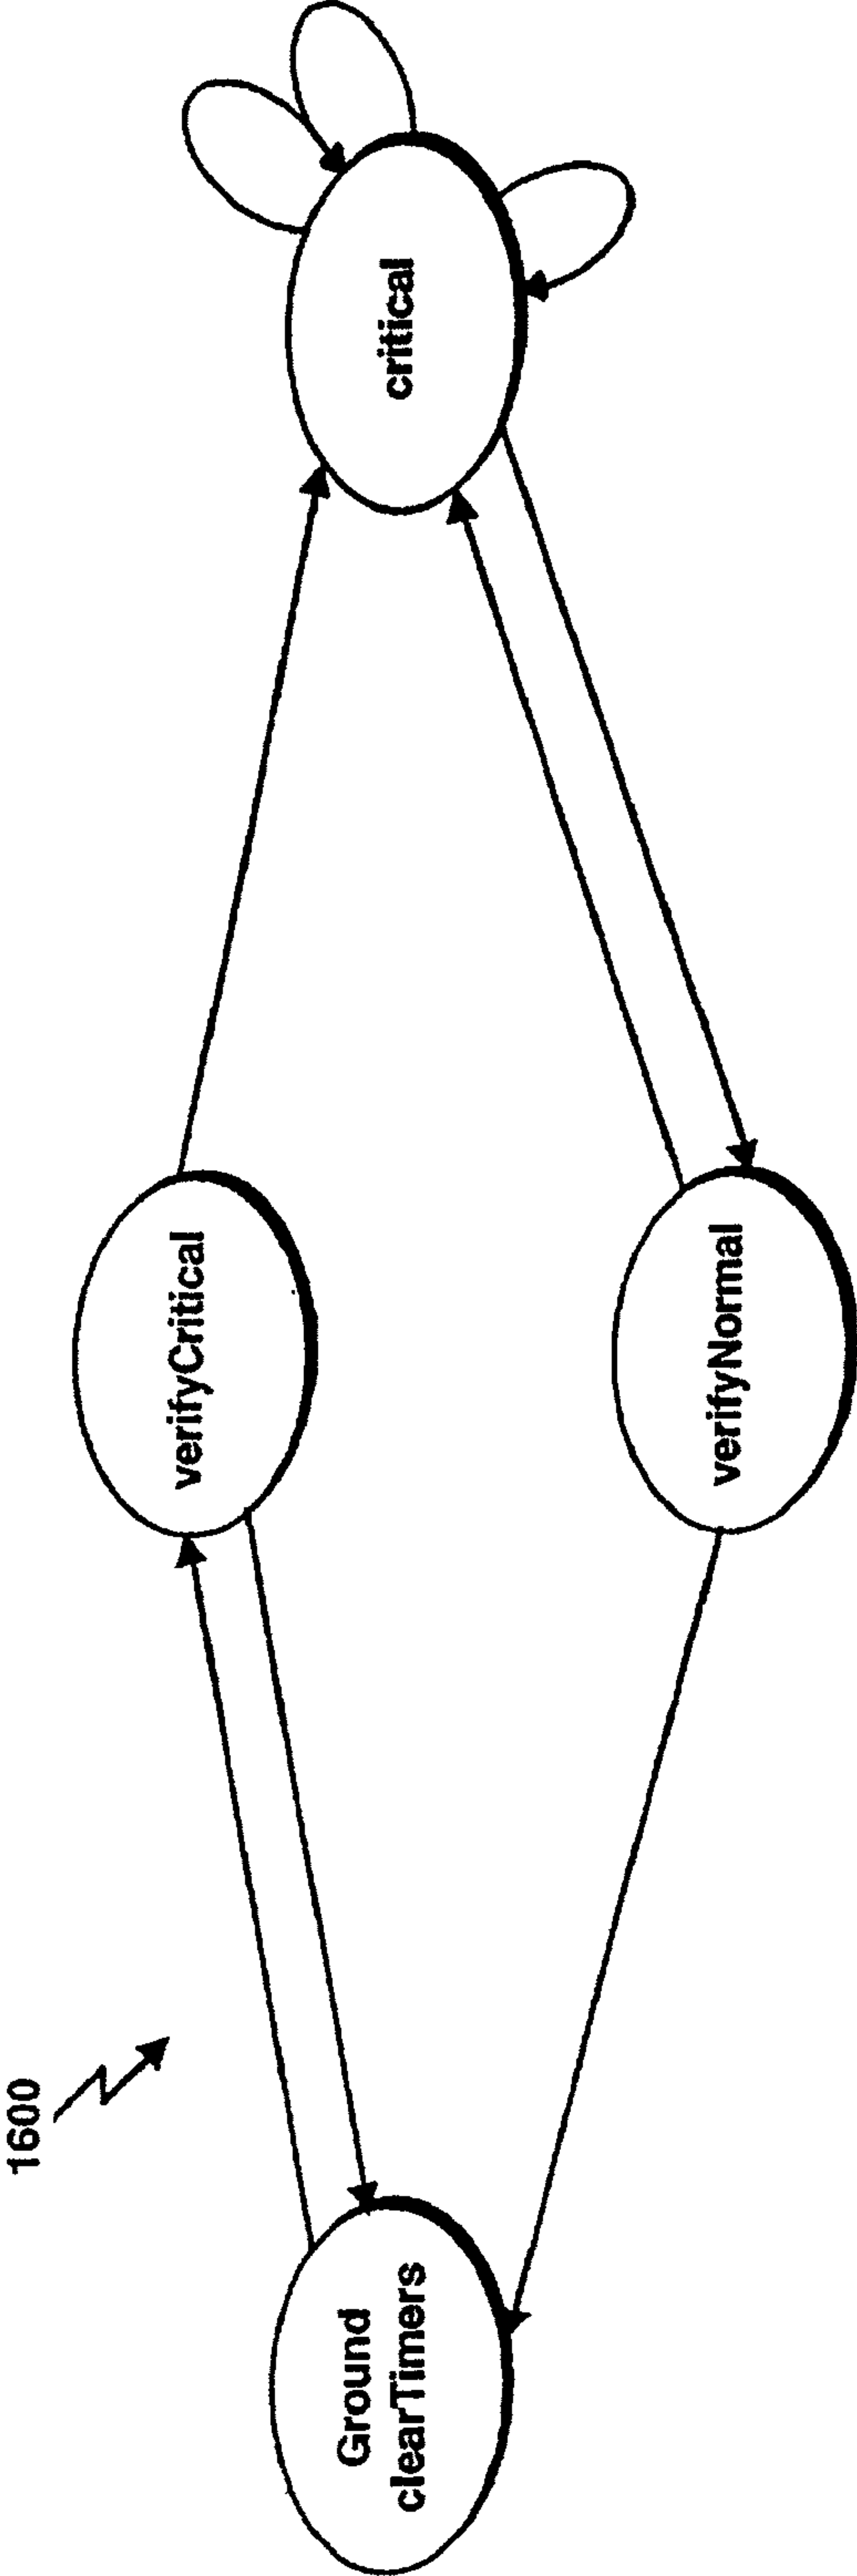 1600
Ground
clearTimers
verifyCritical
verifyNormal
critical